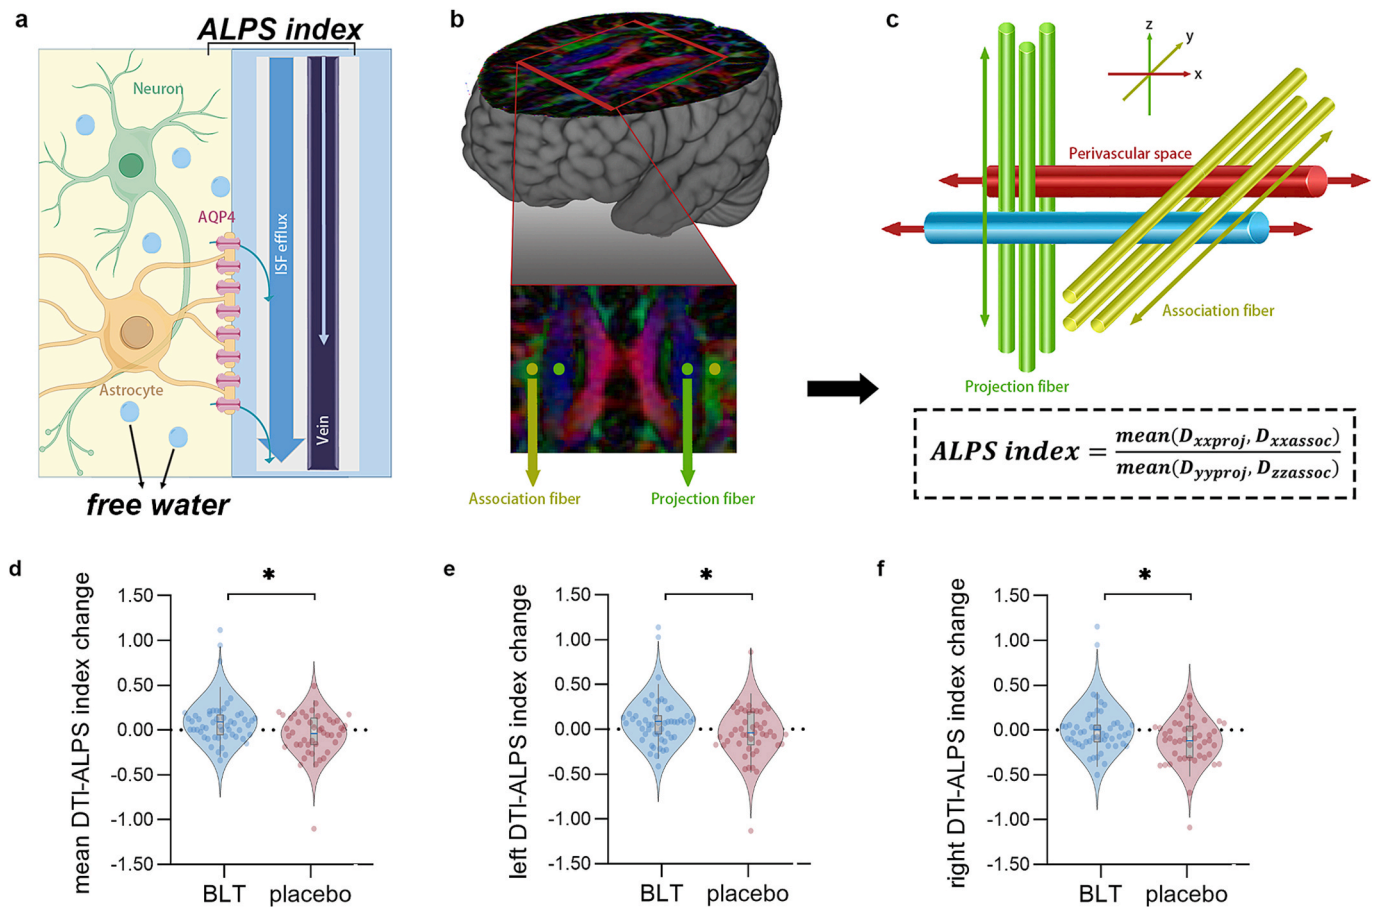 a
ALPS index
Neuron
AQP4
ISF efflux
Astrocyte
Vein
free water
b
Association fiber
Projection fiber
c
z
y
x
Perivascular space
Association fiber
Projection fiber
ALPS index = mean(Dxxproj, Dxxassoc) / mean(Dyyproj, Dzzassoc)
d
mean DTI-ALPS index change
*
1.50
1.00
0.50
0.00
-0.50
-1.00
-1.50
BLT placebo
e
left DTI-ALPS index change
*
1.50
1.00
0.50
0.00
-0.50
-1.00
-1.50
BLT placebo
f
right DTI-ALPS index change
*
1.50
1.00
0.50
0.00
-0.50
-1.00
-1.50
BLT placebo